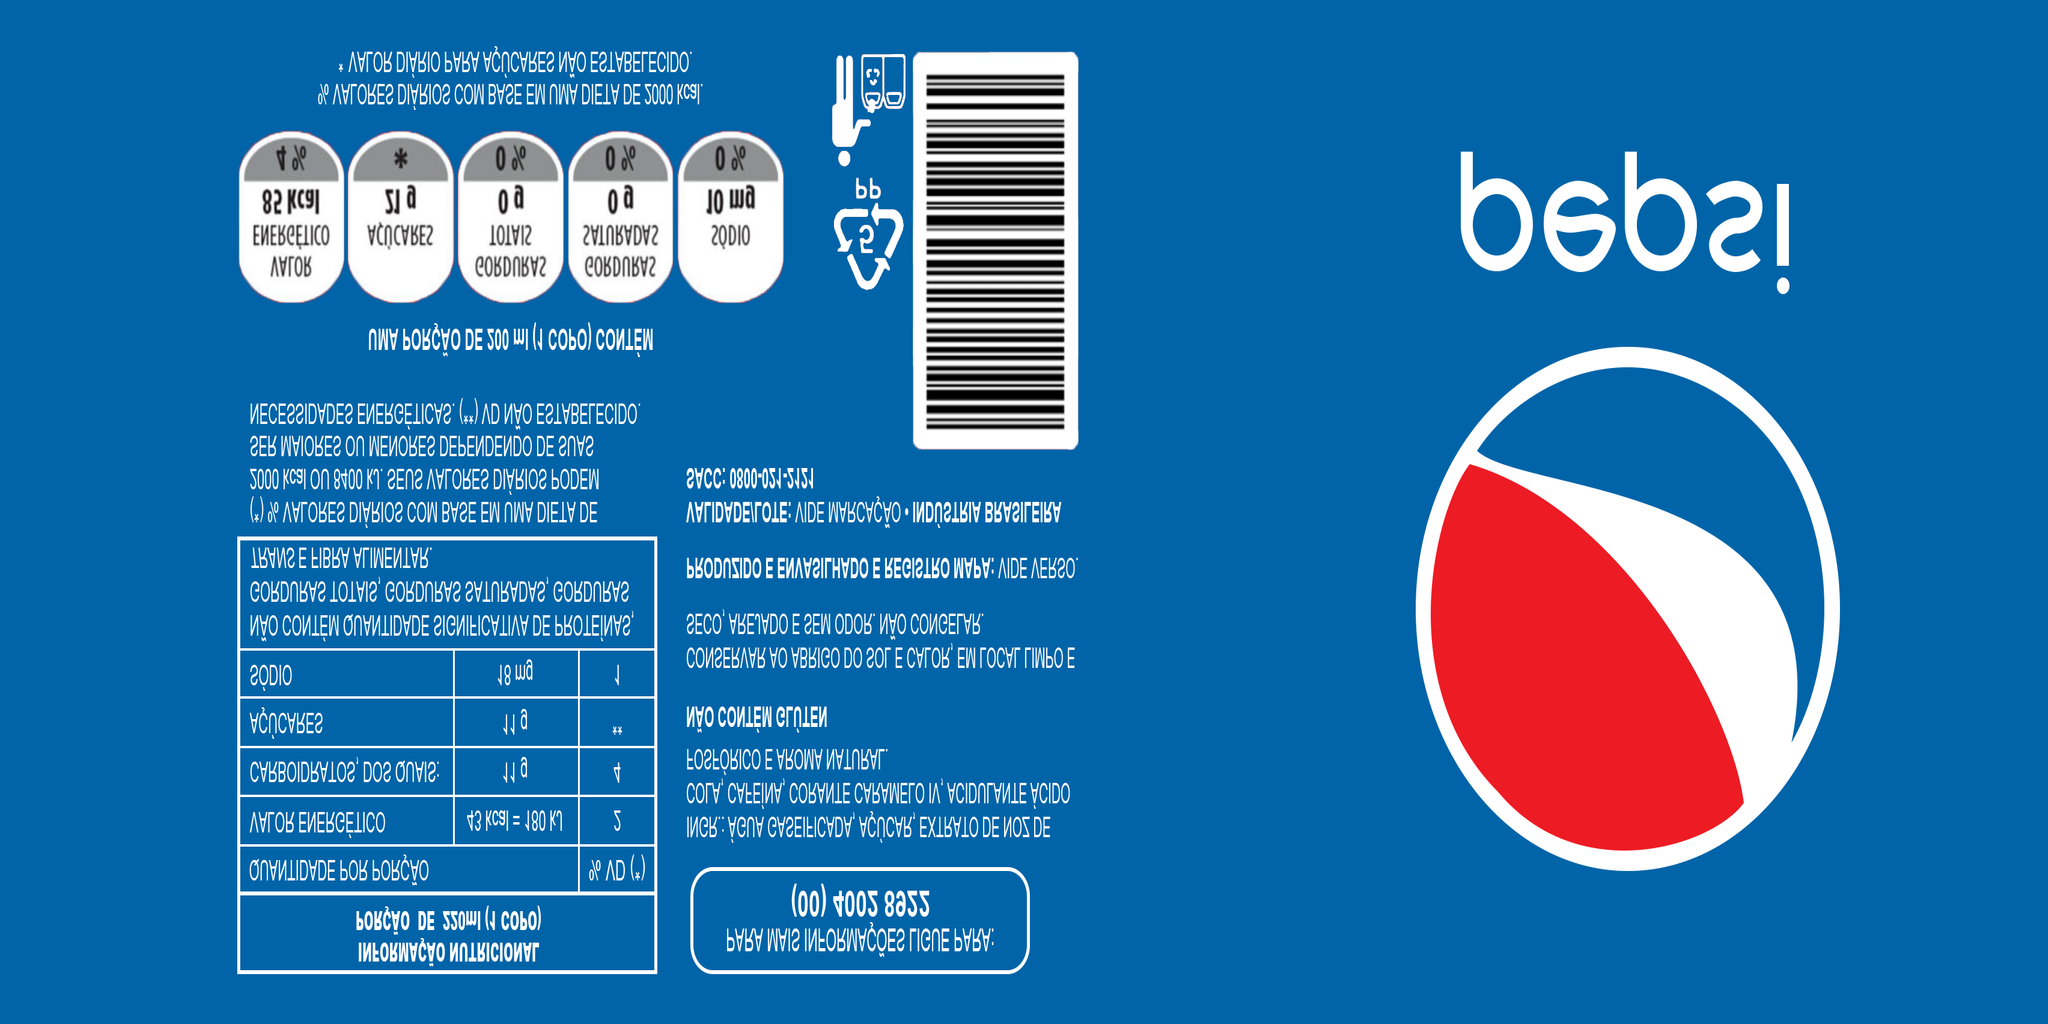 INFORMAÇÃO NUTRICIONAL
PORÇÃO DE 220ml (1 COPO)
QUANTIDADE POR PORÇÃO % VD (*)
VALOR ENERGÉTICO 43 kcal = 180 kJ 2
CARBOIDRATOS, DOS QUAIS: 11 g 4
AÇÚCARES 11 g **
SÓDIO 18 mg 1
NÃO CONTÉM QUANTIDADE SIGNIFICATIVA DE PROTEÍNAS,
GORDURAS TOTAIS, GORDURAS SATURADAS, GORDURAS
TRANS E FIBRA ALIMENTAR.
(*) % VALORES DIÁRIOS COM BASE EM UMA DIETA DE
2000 kcal OU 8400 kJ. SEUS VALORES DIÁRIOS PODEM
SER MAIORES OU MENORES DEPENDENDO DE SUAS
NECESSIDADES ENERGÉTICAS. (**) VD NÃO ESTABELECIDO.
UMA PORÇÃO DE 200 ml (1 COPO) CONTÉM
VALOR
ENERGÉTICO
85 kcal
4 %
AÇÚCARES
21 g
*
GORDURAS
TOTAIS
0 g
0 %
GORDURAS
SATURADAS
0 g
0 %
SÓDIO
10 mg
0 %
% VALORES DIÁRIOS COM BASE EM UMA DIETA DE 2000 kcal.
* VALOR DIÁRIO PARA AÇÚCARES NÃO ESTABELECIDO.
PARA MAIS INFORMAÇÕES LIGUE PARA:
(00) 4002 8922
INGR.: ÁGUA GASEIFICADA, AÇÚCAR, EXTRATO DE NOZ DE
COLA, CAFEÍNA, CORANTE CARAMELO IV, ACIDULANTE ÁCIDO
FOSFÓRICO E AROMA NATURAL.
NÃO CONTÉM GLÚTEN
CONSERVAR AO ABRIGO DO SOL E CALOR, EM LOCAL LIMPO E
SECO, AREJADO E SEM ODOR. NÃO CONGELAR.
PRODUZIDO E ENVASILHADO E REGISTRO MAPA: VIDE VERSO.
VALIDADE/LOTE: VIDE MARCAÇÃO • INDÚSTRIA BRASILEIRA
SACC: 0800-021-2121
5
PP
pepsi